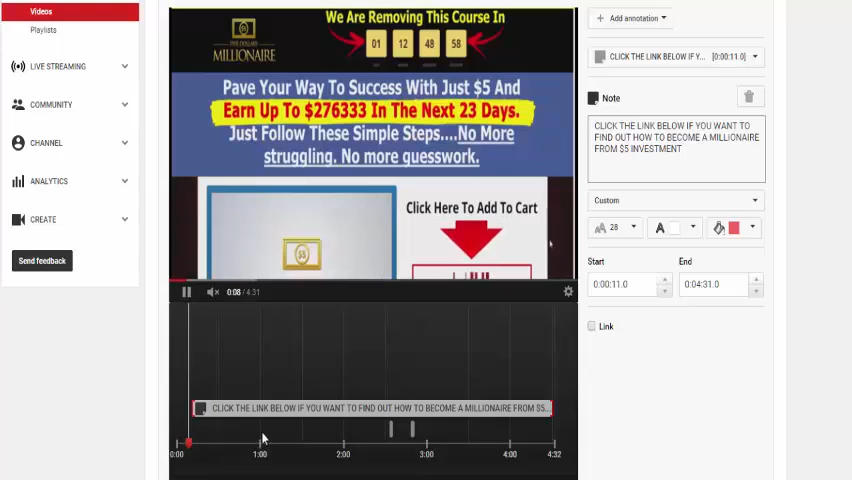 Videos
Playlists
LIVE STREAMING
COMMUNITY
CHANNEL
ANALYTICS
CREATE
Send feedback
We Are Removing This Course In
01 12 48 58
FIVE DOLLARS
MILLIONAIRE
Pave Your Way To Success With Just $5 And
Earn Up To $276333 In The Next 23 Days.
Just Follow These Simple Steps....No More
struggling. No more guesswork.
$5
Click Here To Add To Cart
0:08 / 4:31
CLICK THE LINK BELOW IF YOU WANT TO FIND OUT HOW TO BECOME A MILLIONAIRE FROM $5...
0:00 1:00 2:00 3:00 4:00 4:32
Add annotation
CLICK THE LINK BELOW IF Y... [0:00:11.0]
Note
CLICK THE LINK BELOW IF YOU WANT TO
FIND OUT HOW TO BECOME A MILLIONAIRE
FROM $5 INVESTMENT
Custom
AA 28 A
Start End
0:00:11.0 0:04:31.0
Link